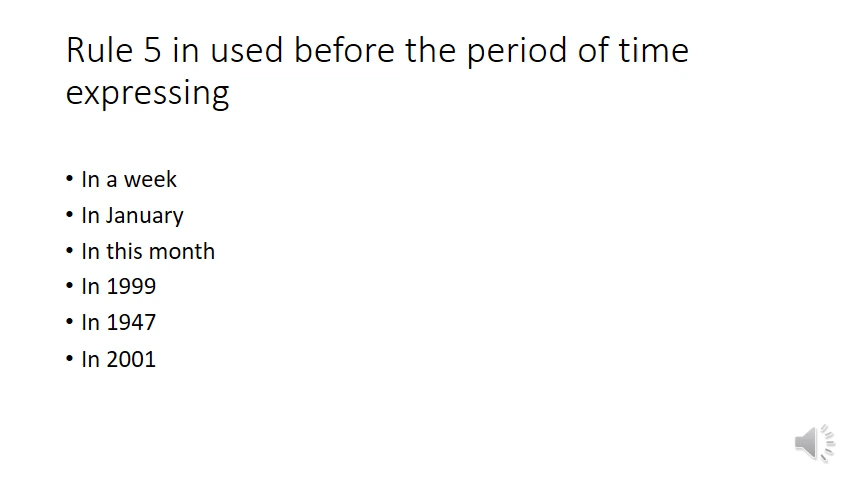 Rule 5 in used before the period of time
expressing
• In a week
• In January
• In this month
• In 1999
• In 1947
• In 2001